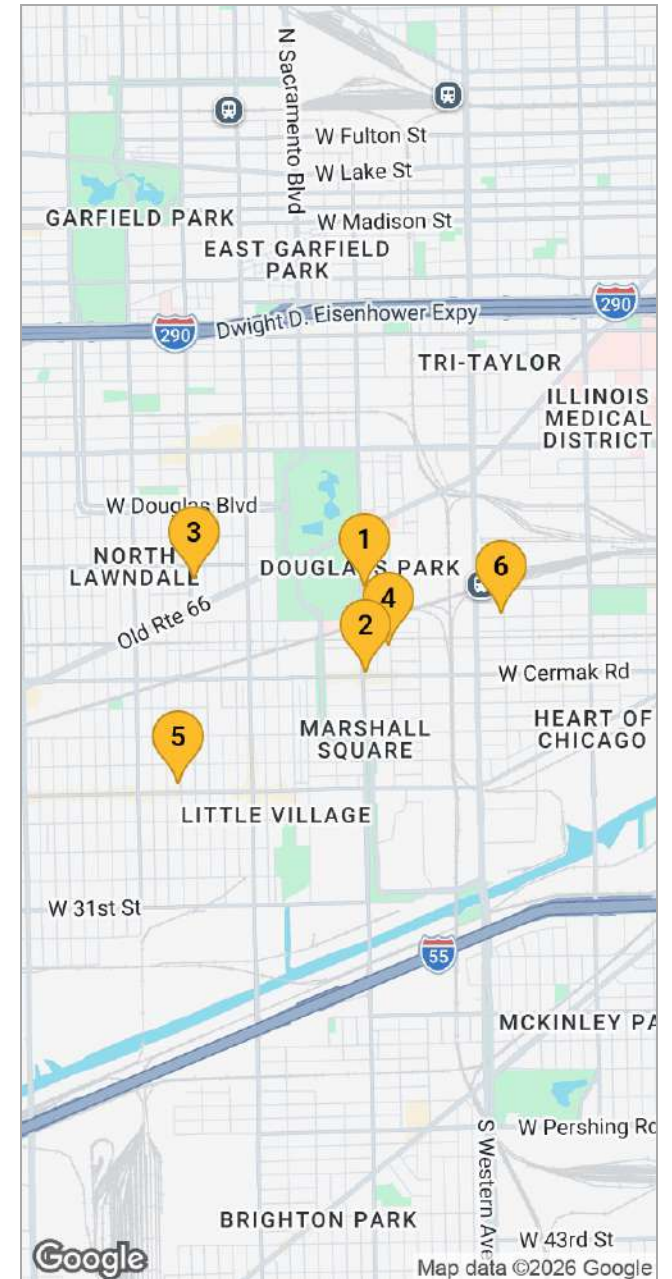 N Sacramento Blvd
W Fulton St
W Lake St
W Madison St
GARFIELD PARK
EAST GARFIELD
PARK
290
Dwight D. Eisenhower Expy
290
TRI-TAYLOR
ILLINOIS
MEDICAL
DISTRICT
W Douglas Blvd
3
NORTH
LAWNDALE
1
DOUGLASS PARK
6
4
Old Rte 66
2
W Cermak Rd
5
MARSHALL
SQUARE
HEART OF
CHICAGO
LITTLE VILLAGE
W 31st St
55
MCKINLEY PA
S Western Ave
W Pershing Rd
BRIGHTON PARK
W 43rd St
Google
Map data ©2026 Google